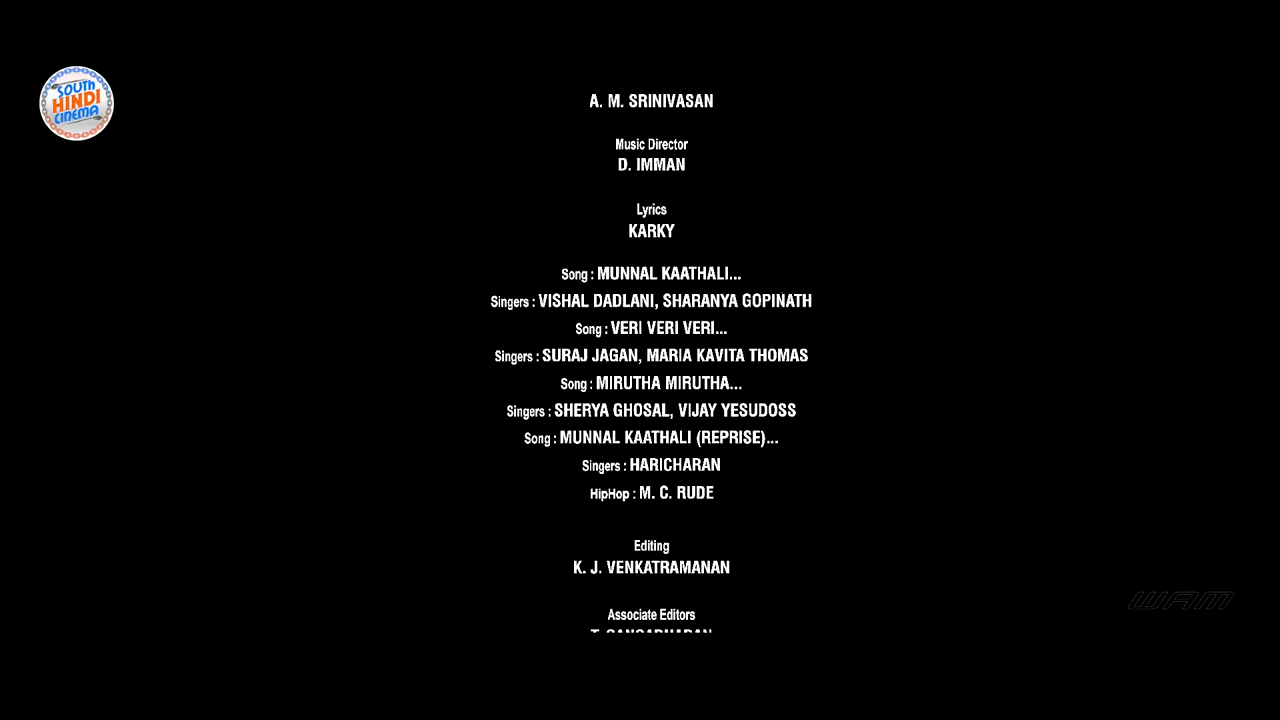 SOUTH
HINDI
CINEMA
A. M. SRINIVASAN
Music Director
D. IMMAN
Lyrics
KARKY
Song : MUNNAL KAATHALI...
Singers : VISHAL DADLANI, SHARANYA GOPINATH
Song : VERI VERI VERI...
Singers : SURAJ JAGAN, MARIA KAVITA THOMAS
Song : MIRUTHA MIRUTHA...
Singers : SHERYA GHOSAL, VIJAY YESUDOSS
Song : MUNNAL KAATHALI (REPRISE)...
Singers : HARICHARAN
HipHop : M. C. RUDE
Editing
K. J. VENKATRAMANAN
WAM
Associate Editors